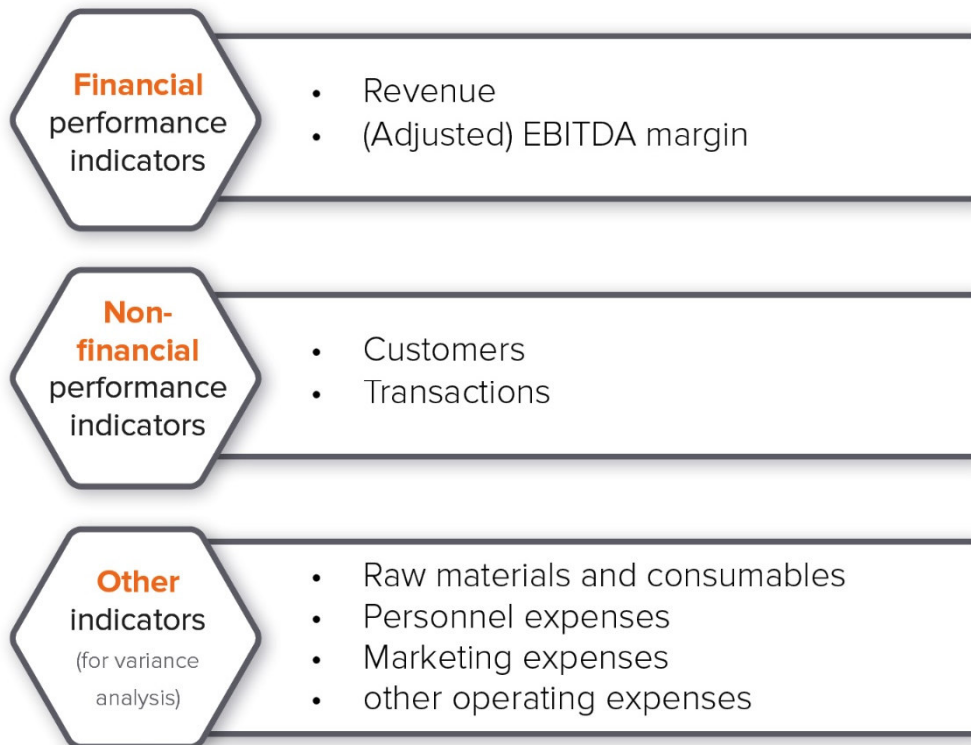 Financial
performance
indicators
• Revenue
• (Adjusted) EBITDA margin
Non-
financial
performance
indicators
• Customers
• Transactions
Other
indicators
(for variance
analysis)
• Raw materials and consumables
• Personnel expenses
• Marketing expenses
• other operating expenses